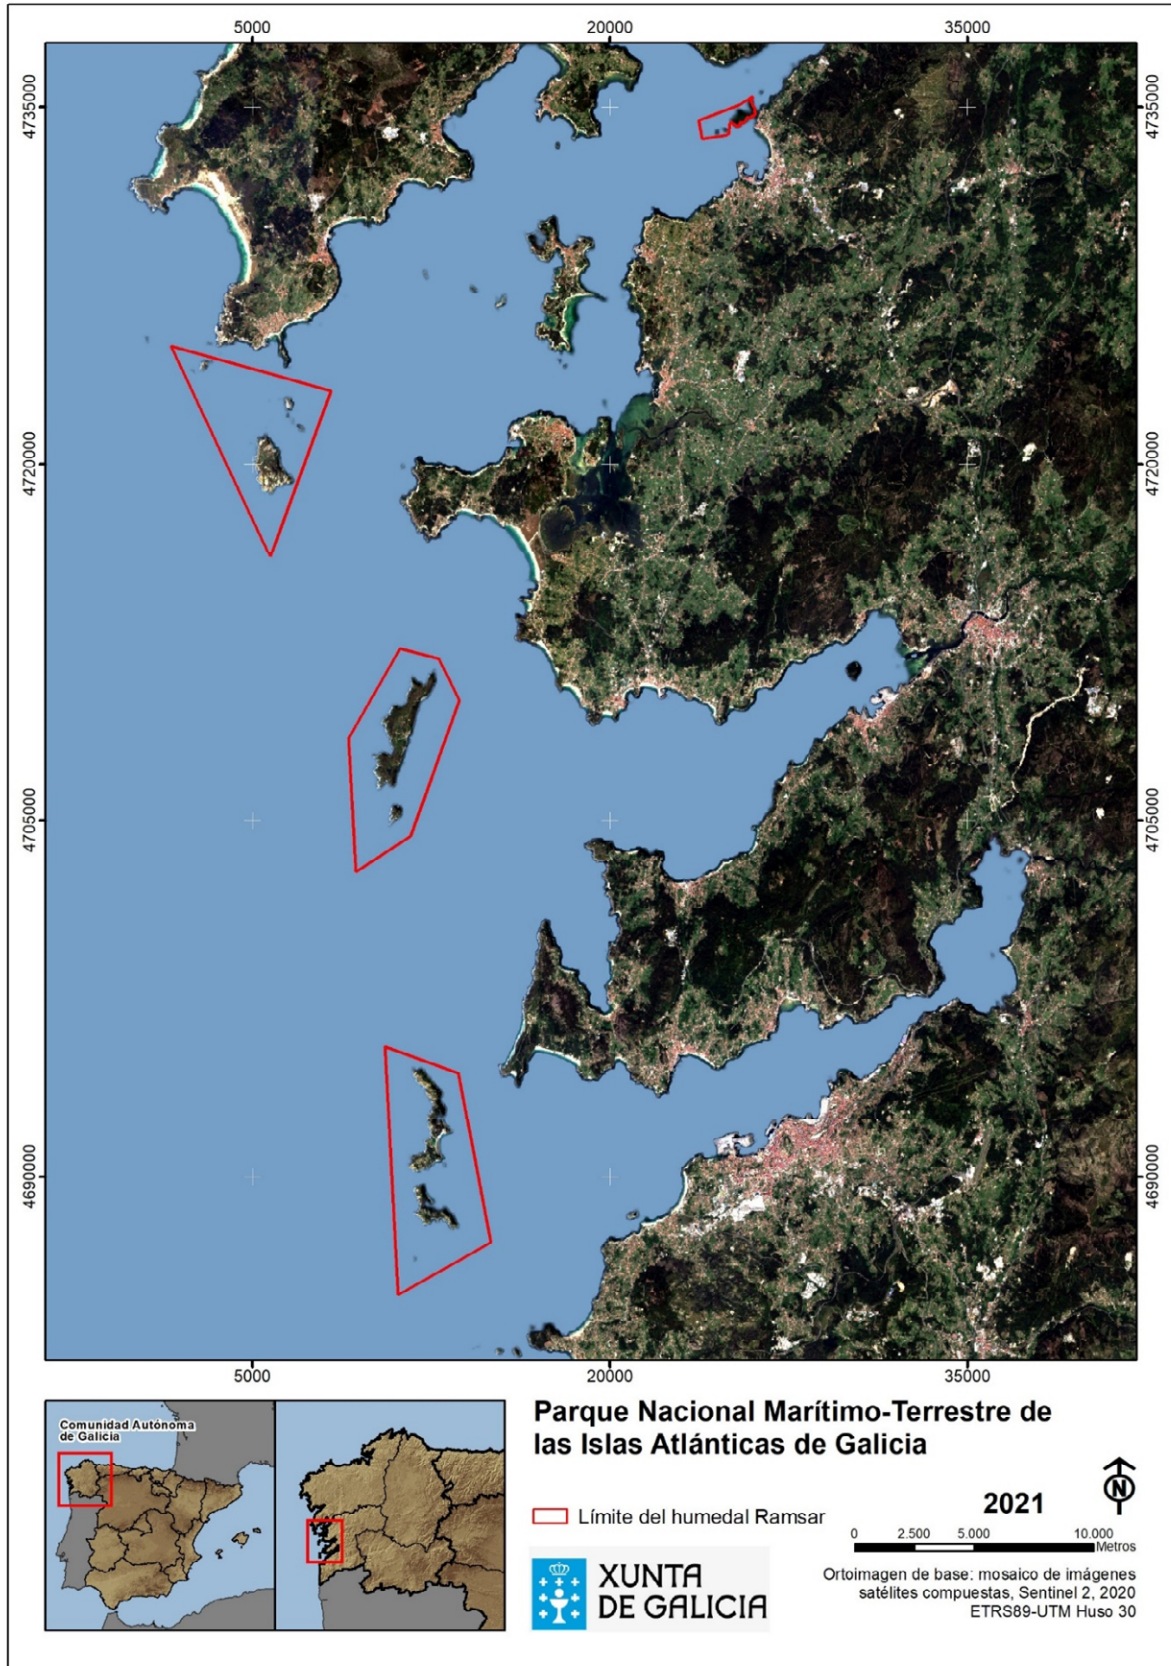 5000
20000
35000
4735000
4735000
4720000
4720000
4705000
4705000
4690000
4690000
5000
20000
35000
Comunidad Autónoma
de Galicia
Parque Nacional Marítimo-Terrestre de
las Islas Atlánticas de Galicia
Límite del humedal Ramsar
2021
N
0 2.500 5.000 10.000
Metros
XUNTA
DE GALICIA
Ortoimagen de base: mosaico de imágenes
satélites compuestas, Sentinel 2, 2020
ETRS89-UTM Huso 30